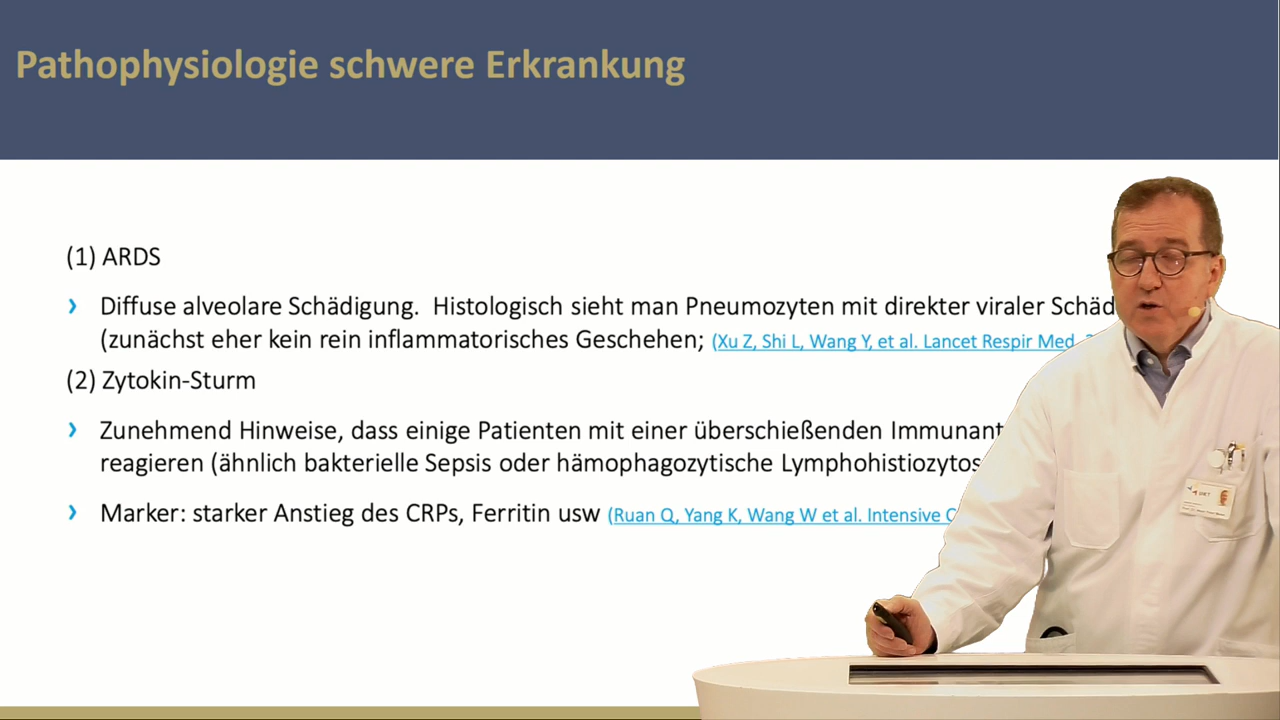 Pathophysiologie schwere Erkrankung
(1) ARDS
› Diffuse alveolare Schädigung. Histologisch sieht man Pneumozyten mit direkter viraler Schäd
(zunächst eher kein rein inflammatorisches Geschehen; (Xu Z, Shi L, Wang Y, et al. Lancet Respir Med
(2) Zytokin-Sturm
› Zunehmend Hinweise, dass einige Patienten mit einer überschießenden Immunant
reagieren (ähnlich bakterielle Sepsis oder hämophagozytische Lymphohistiozytos
› Marker: starker Anstieg des CRPs, Ferritin usw (Ruan Q, Yang K, Wang W et al. Intensive C